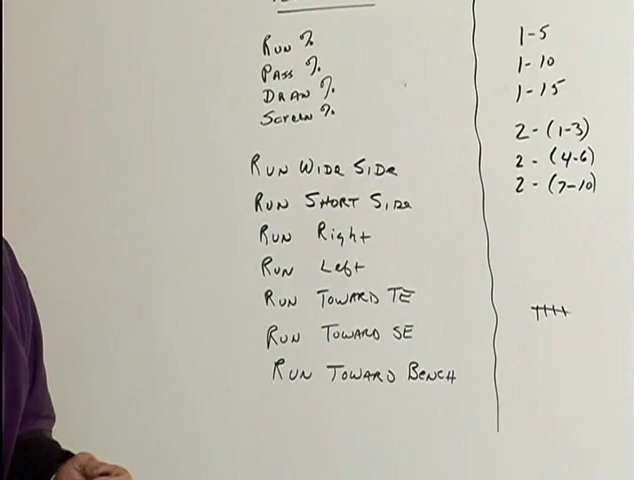 Run %
Pass %
Draw %
Screen %
Run Wide Side
Run Short Side
Run Right
Run Left
Run Toward TE
Run Toward SE
Run Toward Bench
1-5
1-10
1-15
2-(1-3)
2-(4-6)
2-(7-10)